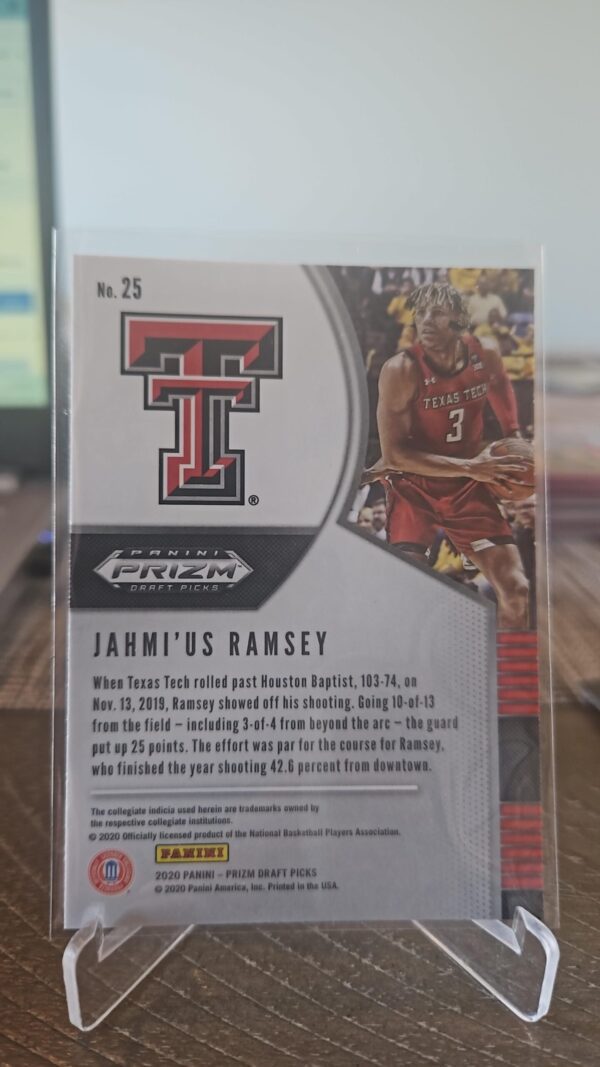 No. 25
®
TEXAS TECH
3
PANINI
PRIZM
DRAFT PICKS
JAHMI'US RAMSEY
When Texas Tech rolled past Houston Baptist, 103-74, on
Nov. 13, 2019, Ramsey showed off his shooting. Going 10-of-13
from the field – including 3-of-4 from beyond the arc – the guard
put up 25 points. The effort was par for the course for Ramsey,
who finished the year shooting 42.6 percent from downtown.
The collegiate indicia used herein are trademarks owned by
the respective collegiate institutions.
© 2020 Officially licensed product of the National Basketball Players Association.
PANINI
2020 PANINI – PRIZM DRAFT PICKS
© 2020 Panini America, Inc. Printed in the USA.